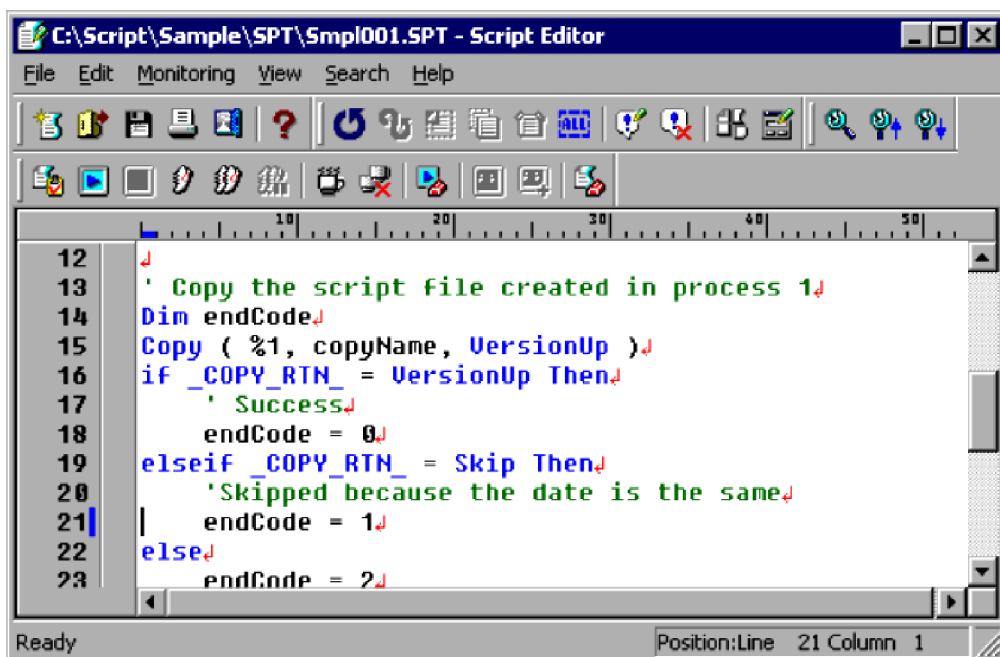 C:\Script\Sample\SPT\Smpl001.SPT - Script Editor
File Edit Monitoring View Search Help
ALL
10 20 30 40 50
12
13 ' Copy the script file created in process 1
14 Dim endCode
15 Copy ( %1, copyName, VersionUp )
16 if _COPY_RTN_ = VersionUp Then
17 ' Success
18 endCode = 0
19 elseif _COPY_RTN_ = Skip Then
20 'Skipped because the date is the same
21 endCode = 1
22 else
23 endCode = 2
Ready Position:Line 21 Column 1